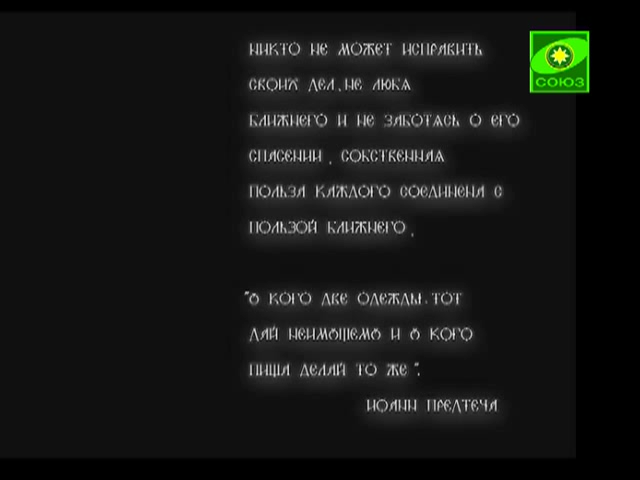 НИКТО НЕ МОЖЕТ ИСПРАВИТЬ
СВОИХ ДЕЛ, НЕ ЛЮБЯ
БЛИЖНЕГО И НЕ ЗАБОТЯСЬ О ЕГО
СПАСЕНИИ, СОБСТВЕННАЯ
ПОЛЬЗА КАЖДОГО СОЕДИНЕНА С
ПОЛЬЗОЙ БЛИЖНЕГО,
"У КОГО ДВЕ ОДЕЖДЫ, ТОТ
ДАЙ НЕИМУЩЕМУ И У КОГО
ПИЩА ДЕЛАЙ ТО ЖЕ".
ИОАНН ПРЕДТЕЧА
СОЮЗ